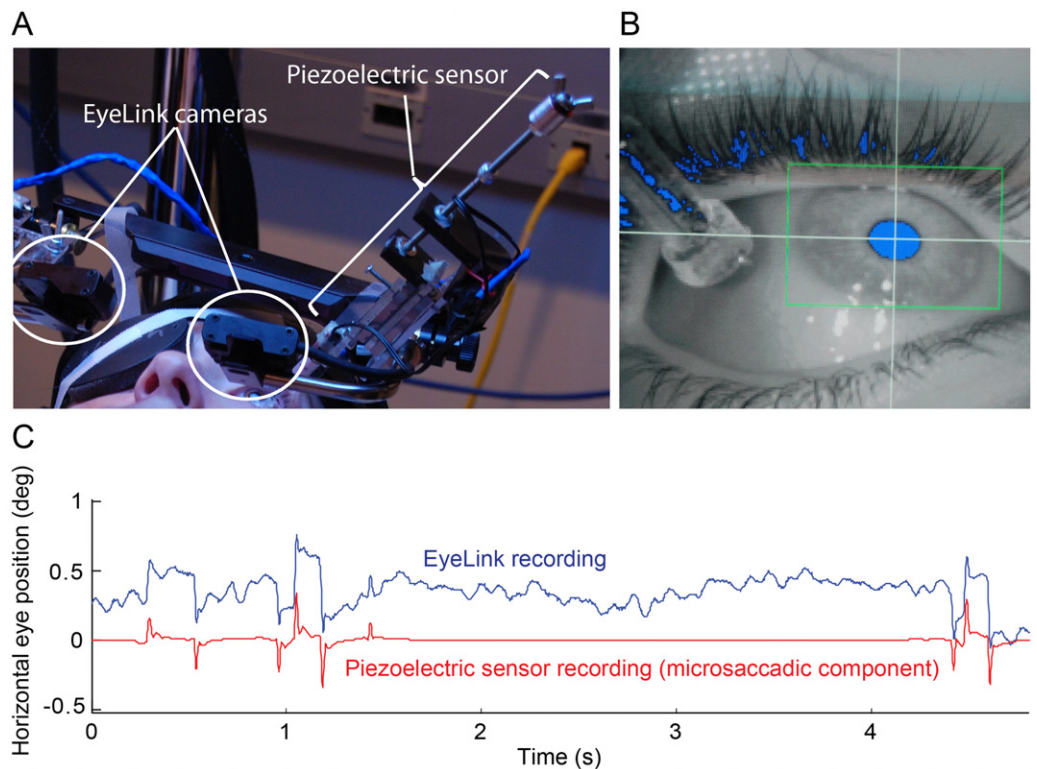 A
Piezoelectric sensor
EyeLink cameras
B
C
Horizontal eye position (deg)
1
0.5
0
-0.5
EyeLink recording
Piezoelectric sensor recording (microsaccadic component)
0
1
2
3
4
Time (s)